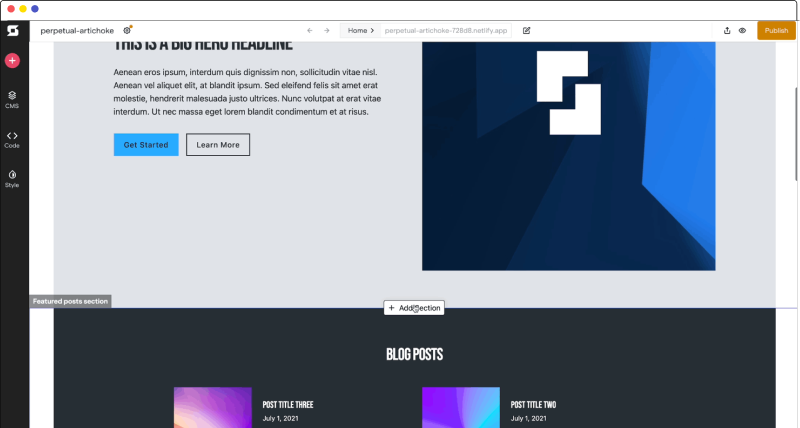 perpetual-artichoke
Home
perpetual-artichoke-728d8.netlify.app
Publish
CMS
Code
Style
THIS IS A BIG HERO HEADLINE
Aenean eros ipsum, interdum quis dignissim non, sollicitudin vitae nisl.
Aenean vel aliquet elit, at blandit ipsum. Sed eleifend felis sit amet erat
molestie, hendrerit malesuada justo ultrices. Nunc volutpat at erat vitae
interdum. Ut nec massa eget lorem blandit condimentum et at risus.
Get Started
Learn More
Featured posts section
+ Add section
BLOG POSTS
POST TITLE THREE
July 1, 2021
POST TITLE TWO
July 1, 2021